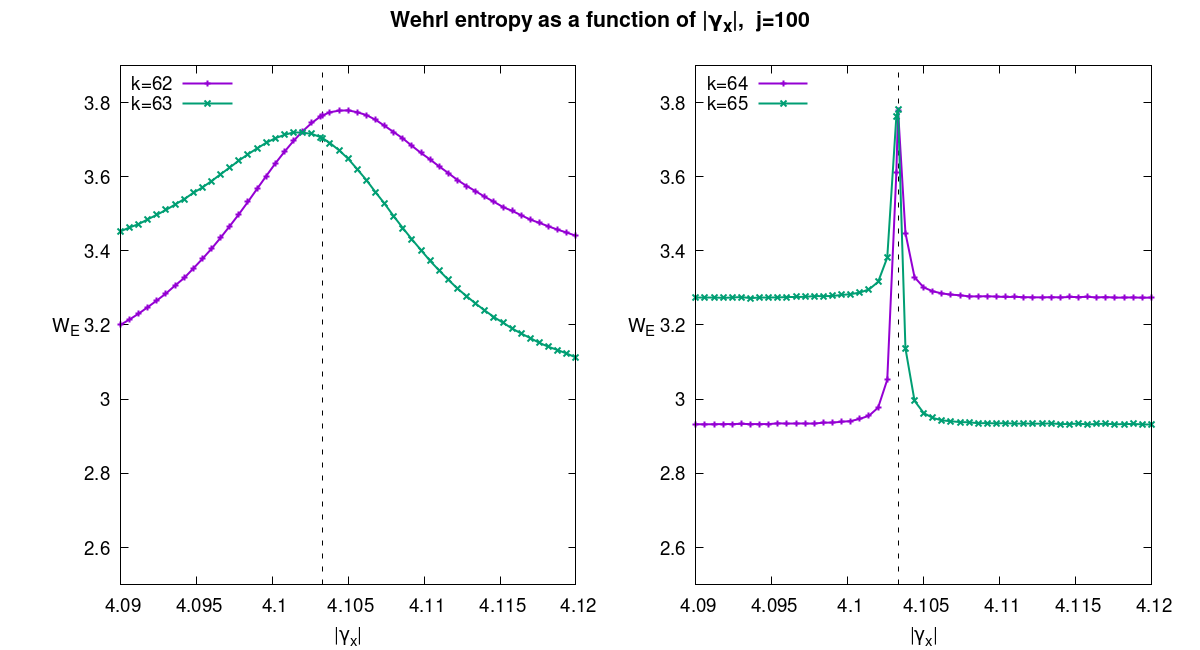 Wehrl entropy as a function of |γx|, j=100
k=62
k=63
3.8
3.6
3.4
WE 3.2
3
2.8
2.6
4.09 4.095 4.1 4.105 4.11 4.115 4.12
|γx|
k=64
k=65
3.8
3.6
3.4
WE 3.2
3
2.8
2.6
4.09 4.095 4.1 4.105 4.11 4.115 4.12
|γx|